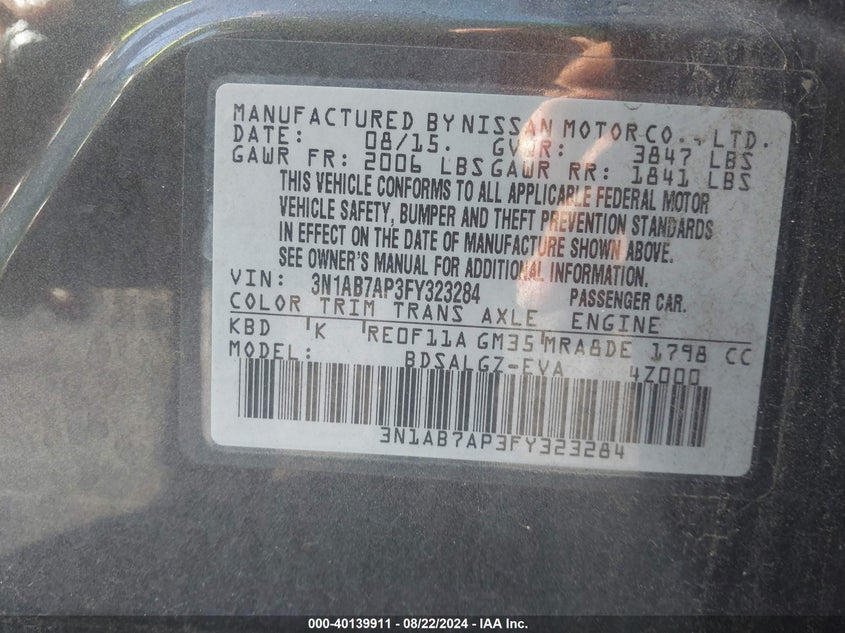 MANUFACTURED BY NISSAN MOTOR CO., LTD.
DATE: 08/15. GVWR: 3847 LBS
GAWR FR: 2006 LBS GAWR RR: 1841 LBS
THIS VEHICLE CONFORMS TO ALL APPLICABLE FEDERAL MOTOR
VEHICLE SAFETY, BUMPER AND THEFT PREVENTION STANDARDS
IN EFFECT ON THE DATE OF MANUFACTURE SHOWN ABOVE.
SEE OWNER'S MANUAL FOR ADDITIONAL INFORMATION.
VIN: 3N1AB7AP3FY323284 PASSENGER CAR.
COLOR TRIM TRANS AXLE ENGINE
KBD K RE0F11A GM35 MRA8DE 1798 CC
MODEL: BDSALGZ-EVA 4Z000
3N1AB7AP3FY323284
000-40139911 - 08/22/2024 - IAA Inc.